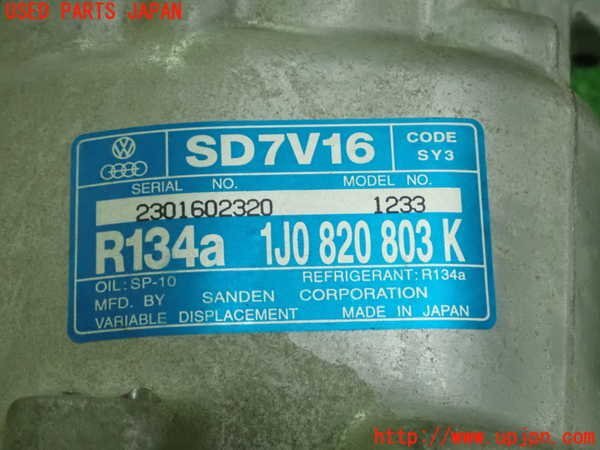 USED PARTS JAPAN
SD7V16
CODE
SY3
SERIAL NO.
MODEL NO.
2301602320
1233
R134a
1J0 820 803 K
OIL: SP-10
REFRIGERANT: R134a
MFD. BY SANDEN CORPORATION
VARIABLE DISPLACEMENT
MADE IN JAPAN
http://www.upjpn.com